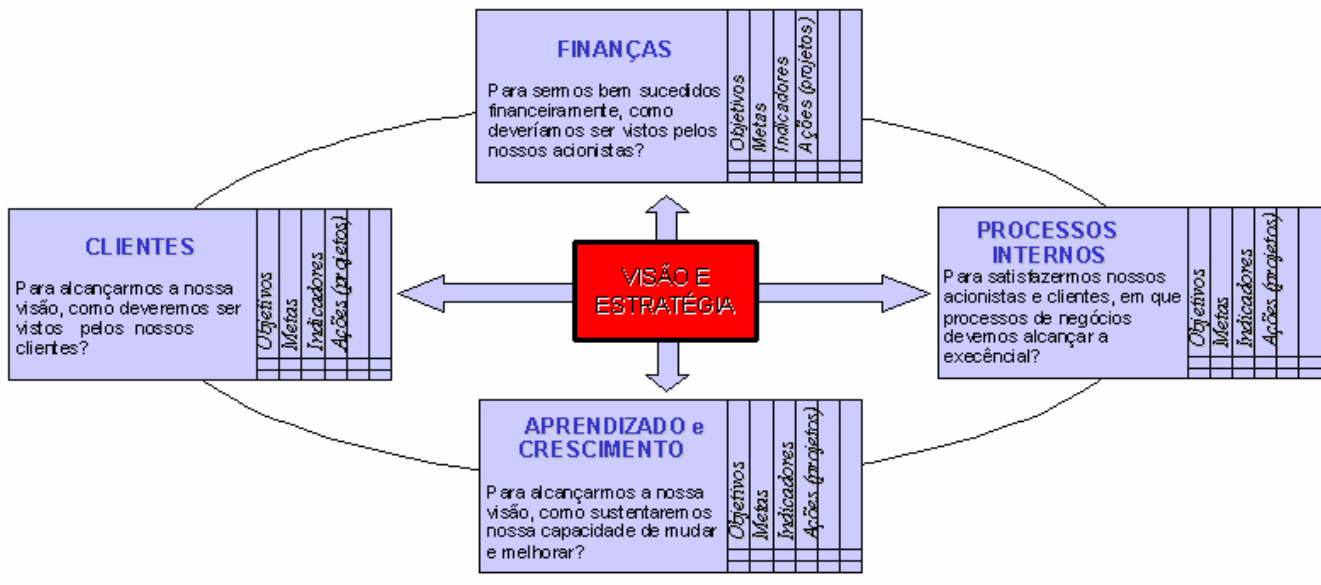 FINANÇAS
Para sermos bem sucedidos
financeiramente, como
deveríamos ser vistos pelos
nossos acionistas?
Objetivos
Metas
Indicadores
Ações (projetos)
CLIENTES
Para alcançarmos a nossa
visão, como deveremos ser
vistos pelos nossos
clientes?
Objetivos
Metas
Indicadores
Ações (projetos)
VISÃO E
ESTRATÉGIA
PROCESSOS
INTERNOS
Para satisfazermos nossos
acionistas e clientes, em que
processos de negócios
devemos alcançar a
execêncial?
Objetivos
Metas
Indicadores
Ações (projetos)
APRENDIZADO e
CRESCIMENTO
Para alcançarmos a nossa
visão, como sustentaremos
nossa capacidade de mudar
e melhorar?
Objetivos
Metas
Indicadores
Ações (projetos)